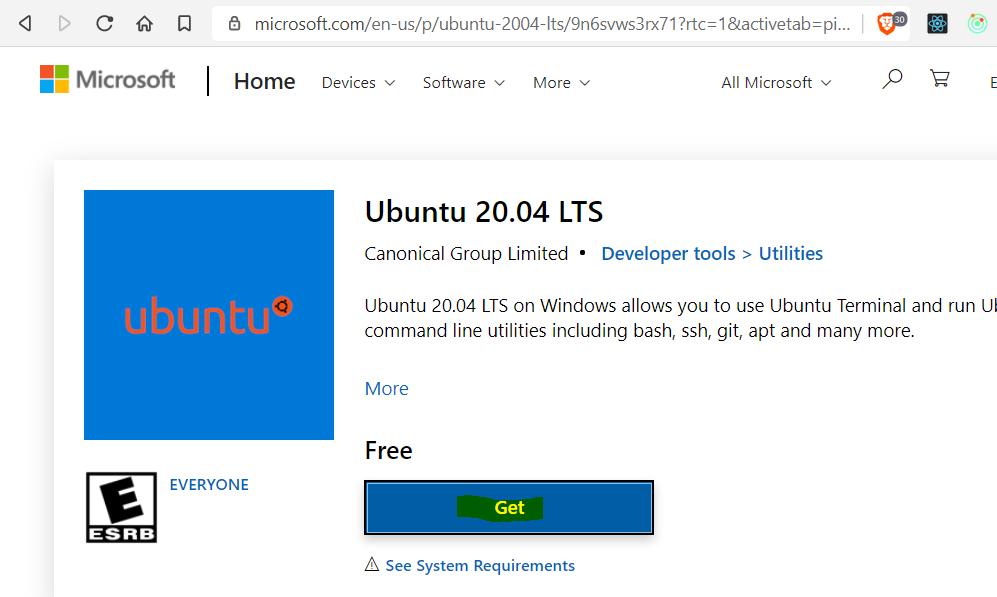 microsoft.com/en-us/p/ubuntu-2004-lts/9n6svws3rx71?rtc=1&activetab=pi...
30
Microsoft
Home
Devices
Software
More
All Microsoft
E
ubuntu
Ubuntu 20.04 LTS
Canonical Group Limited • Developer tools > Utilities
Ubuntu 20.04 LTS on Windows allows you to use Ubuntu Terminal and run Ub
command line utilities including bash, ssh, git, apt and many more.
More
Free
E
ESRB
EVERYONE
Get
See System Requirements